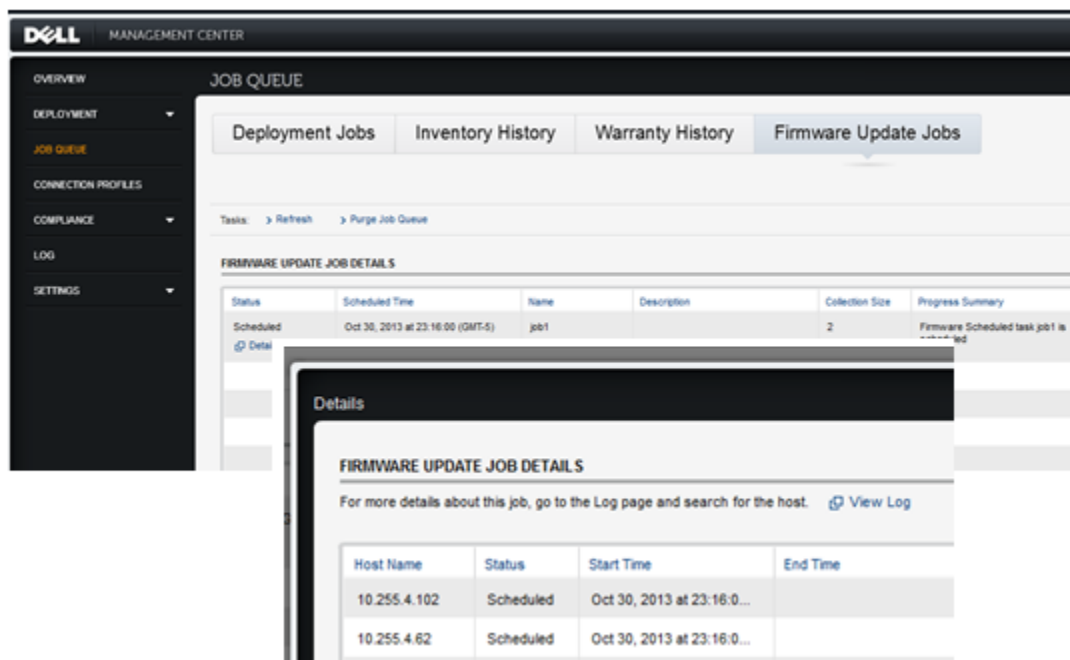 DELL MANAGEMENT CENTER
OVERVIEW
DEPLOYMENT
JOB QUEUE
CONNECTION PROFILES
COMPLIANCE
LOG
SETTINGS
JOB QUEUE
Deployment Jobs Inventory History Warranty History Firmware Update Jobs
Tasks: Refresh Purge Job Queue
FIRMWARE UPDATE JOB DETAILS
Status Scheduled Time Name Description Collection Size Progress Summary
Scheduled Oct 30, 2013 at 23:16:00 (GMT-5) job1 2 Firmware Scheduled task job1 is
Details
FIRMWARE UPDATE JOB DETAILS
For more details about this job, go to the Log page and search for the host. View Log
Host Name Status Start Time End Time
10.255.4.102 Scheduled Oct 30, 2013 at 23:16:0...
10.255.4.62 Scheduled Oct 30, 2013 at 23:16:0...